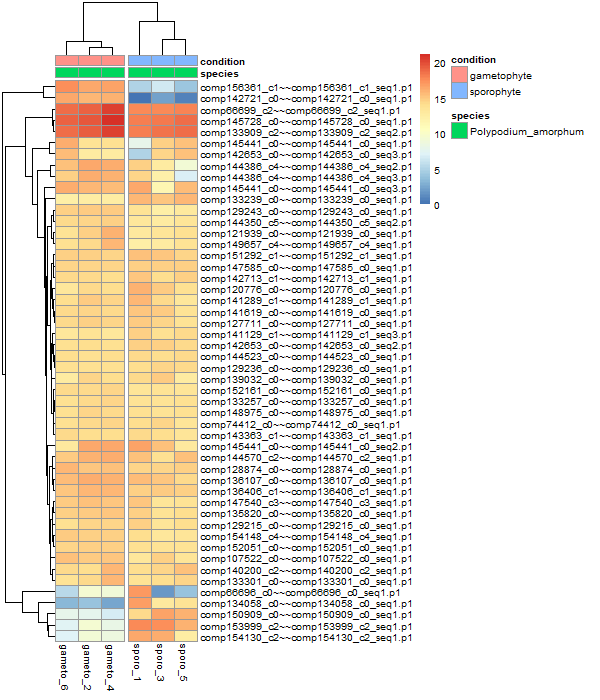 condition
species
comp156361_c1~~comp156361_c1_seq1.p1
comp142721_c0~~comp142721_c0_seq1.p1
comp66699_c2~~comp66699_c2_seq1.p1
comp145728_c0~~comp145728_c0_seq1.p1
comp133909_c2~~comp133909_c2_seq2.p1
comp145441_c0~~comp145441_c0_seq1.p1
comp142653_c0~~comp142653_c0_seq3.p1
comp144386_c4~~comp144386_c4_seq2.p1
comp144386_c4~~comp144386_c4_seq3.p1
comp145441_c0~~comp145441_c0_seq3.p1
comp133239_c0~~comp133239_c0_seq1.p1
comp129243_c0~~comp129243_c0_seq1.p1
comp144350_c5~~comp144350_c5_seq2.p1
comp121939_c0~~comp121939_c0_seq1.p1
comp149657_c4~~comp149657_c4_seq1.p1
comp151292_c1~~comp151292_c1_seq1.p1
comp147585_c0~~comp147585_c0_seq1.p1
comp142713_c1~~comp142713_c1_seq1.p1
comp120776_c0~~comp120776_c0_seq1.p1
comp141289_c1~~comp141289_c1_seq1.p1
comp141619_c0~~comp141619_c0_seq1.p1
comp127711_c0~~comp127711_c0_seq1.p1
comp141129_c1~~comp141129_c1_seq3.p1
comp142653_c0~~comp142653_c0_seq2.p1
comp144523_c0~~comp144523_c0_seq1.p1
comp129236_c0~~comp129236_c0_seq1.p1
comp139032_c0~~comp139032_c0_seq1.p1
comp152161_c0~~comp152161_c0_seq1.p1
comp133257_c0~~comp133257_c0_seq1.p1
comp148975_c0~~comp148975_c0_seq1.p1
comp74412_c0~~comp74412_c0_seq1.p1
comp143363_c1~~comp143363_c1_seq1.p1
comp145441_c0~~comp145441_c0_seq2.p1
comp144570_c2~~comp144570_c2_seq1.p1
comp128874_c0~~comp128874_c0_seq1.p1
comp136107_c0~~comp136107_c0_seq1.p1
comp136406_c1~~comp136406_c1_seq1.p1
comp147540_c3~~comp147540_c3_seq1.p1
comp135820_c0~~comp135820_c0_seq1.p1
comp129215_c0~~comp129215_c0_seq1.p1
comp154148_c4~~comp154148_c4_seq1.p1
comp152051_c0~~comp152051_c0_seq1.p1
comp107522_c0~~comp107522_c0_seq1.p1
comp140200_c2~~comp140200_c2_seq1.p1
comp133301_c0~~comp133301_c0_seq1.p1
comp66696_c0~~comp66696_c0_seq1.p1
comp134058_c0~~comp134058_c0_seq1.p1
comp150909_c0~~comp150909_c0_seq1.p1
comp153999_c2~~comp153999_c2_seq1.p1
comp154130_c2~~comp154130_c2_seq1.p1
gameto_6
gameto_2
gameto_4
sporo_1
sporo_3
sporo_5
20
15
10
5
0
condition
gametophyte
sporophyte
species
Polypodium_amorphum